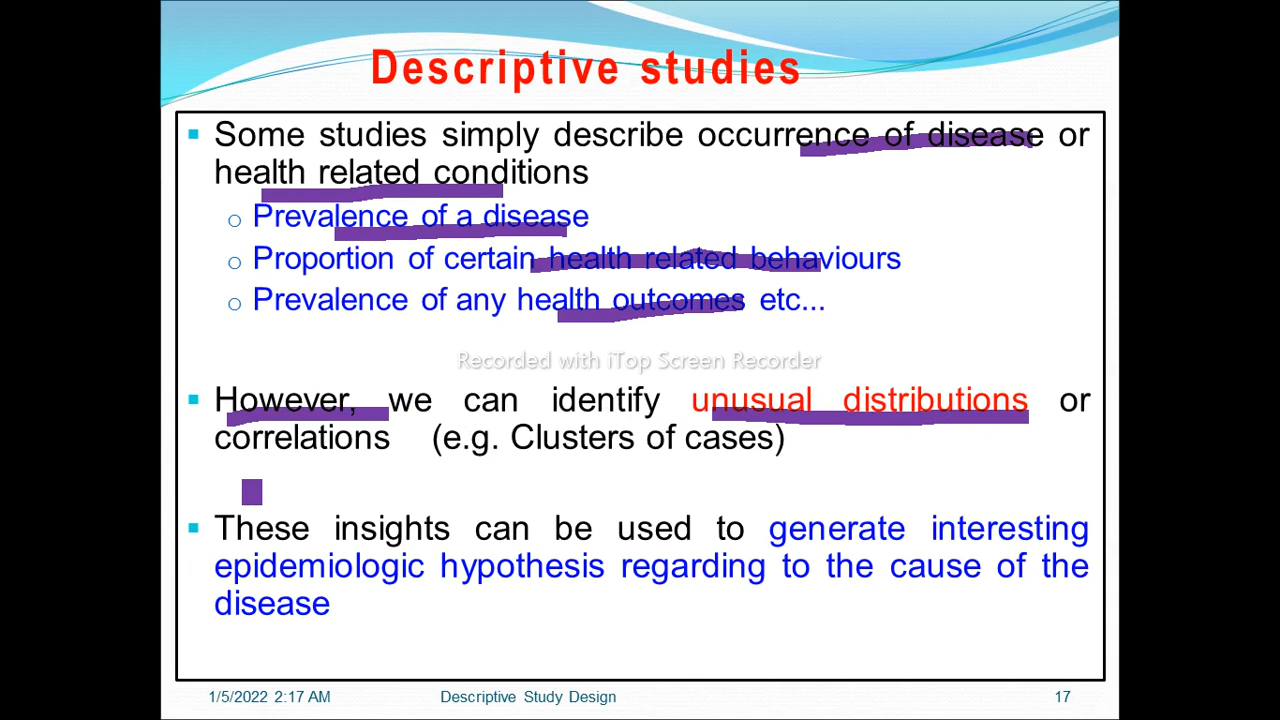 Descriptive studies
Some studies simply describe occurrence of disease or
health related conditions
Prevalence of a disease
Proportion of certain health related behaviours
Prevalence of any health outcomes etc...
Recorded with iTop Screen Recorder
However, we can identify unusual distributions or
correlations (e.g. Clusters of cases)
These insights can be used to generate interesting
epidemiologic hypothesis regarding to the cause of the
disease
1/5/2022 2:17 AM Descriptive Study Design 17